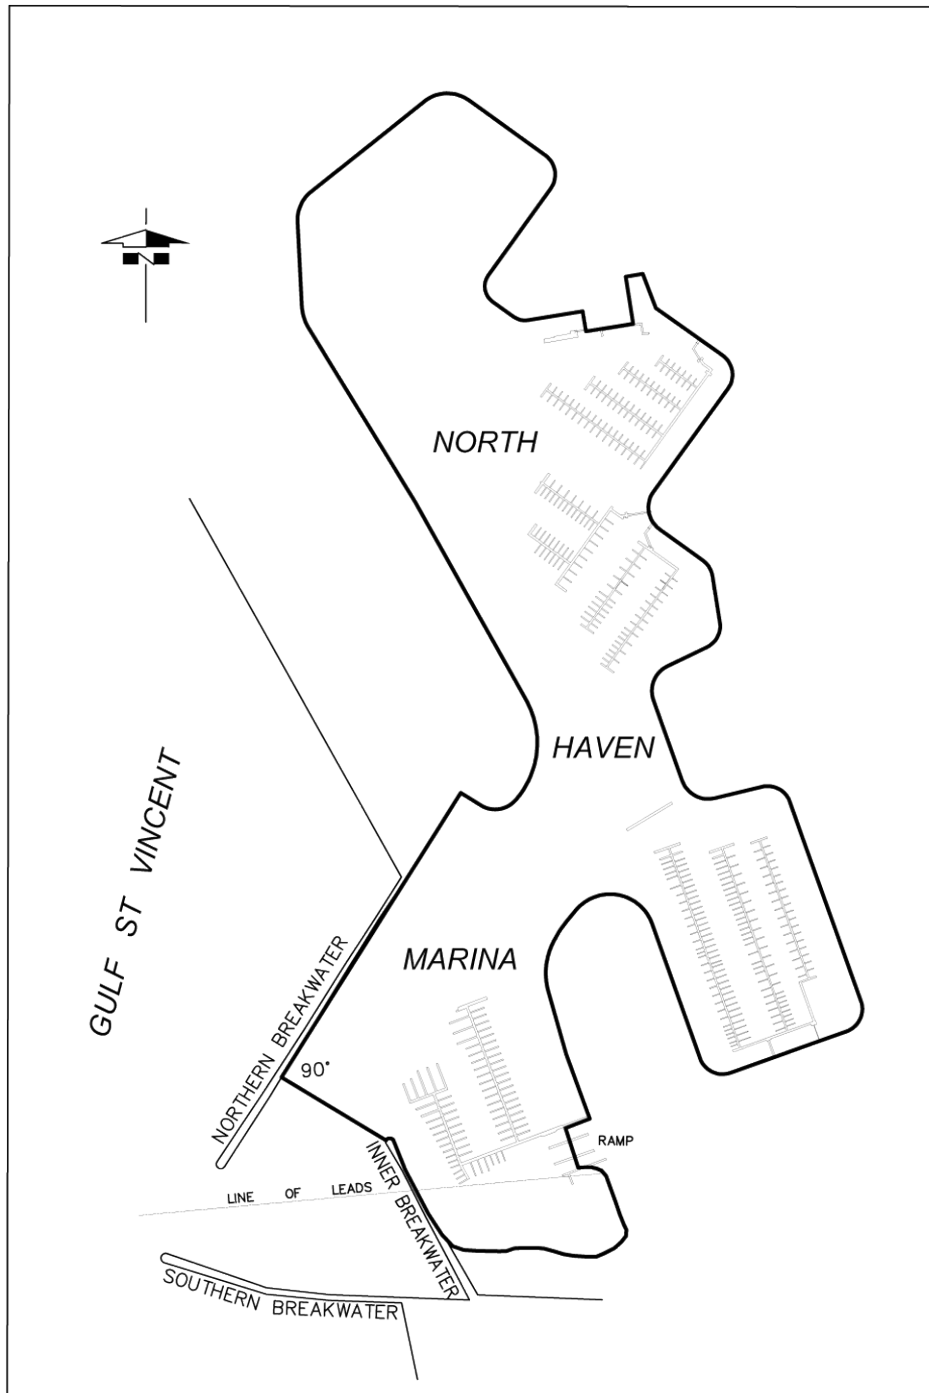 N
NORTH
HAVEN
GULF ST VINCENT
MARINA
NORTHERN BREAKWATER
90°
RAMP
INNER BREAKWATER
LINE OF LEADS
SOUTHERN BREAKWATER